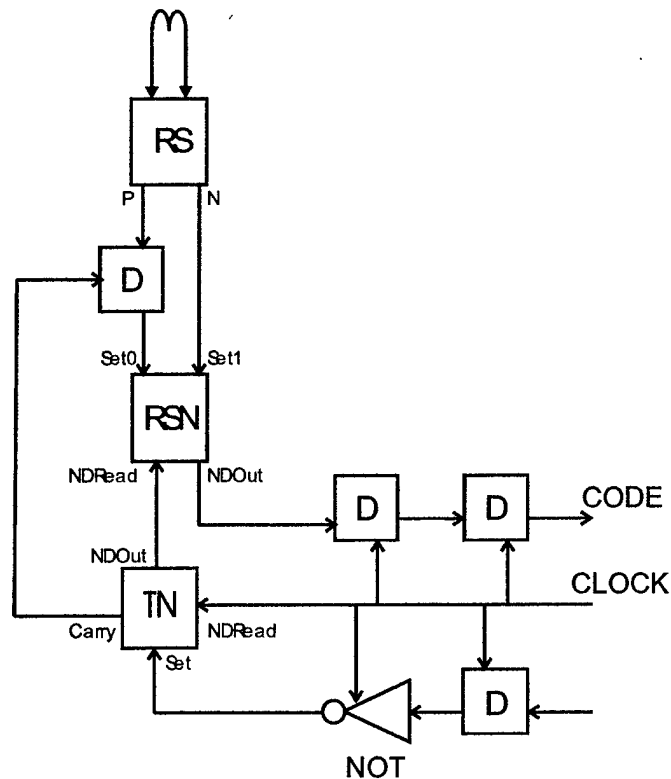 RS
P N
D
Set0 Set1
RSN
NDRead NDOut
D D CODE
NDOut
CLOCK
TN
Carry NDRead
Set
D
NOT